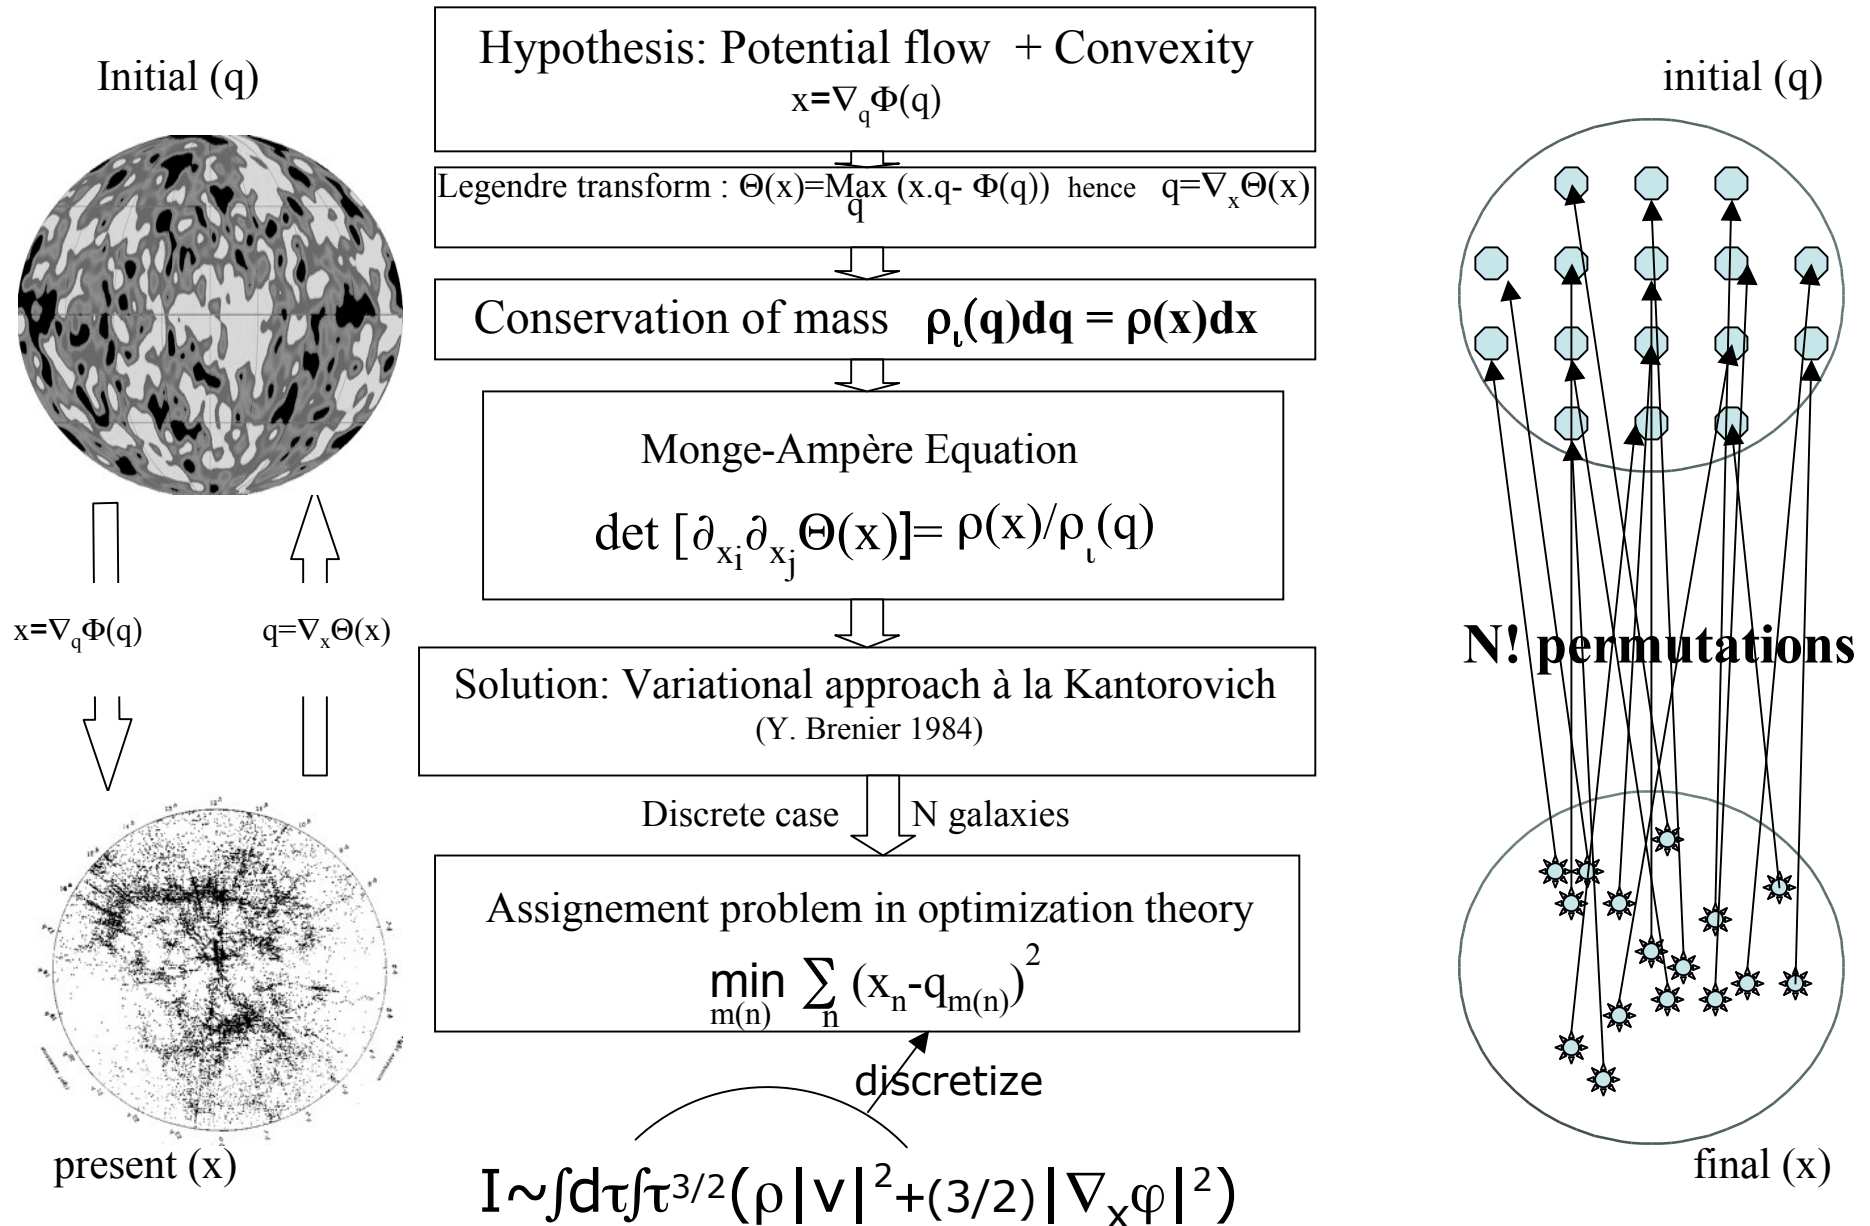 Initial (q)
x=∇qΦ(q)
q=∇xΘ(x)
present (x)
Hypothesis: Potential flow + Convexity
x=∇qΦ(q)
Legendre transform : Θ(x)=Max (x.q- Φ(q)) hence q=∇xΘ(x)
q
Conservation of mass ρι(q)dq = ρ(x)dx
Monge-Ampère Equation
det [∂xi∂xjΘ(x)]= ρ(x)/ρι(q)
Solution: Variational approach à la Kantorovich
(Y. Brenier 1984)
Discrete case N galaxies
Assignement problem in optimization theory
min ∑ (xn-qm(n))²
m(n) n
discretize
I~∫dτ∫τ3/2(ρ|v|²+(3/2)|∇xφ|²)
initial (q)
N! permutations
final (x)